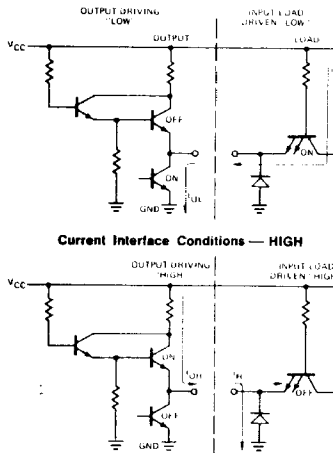 OUTPUT DRIVING
"LOW"
INPUT LOAD
DRIVEN "LOW"
VCC
OUTPUT
LOAD
OFF
ON
ON
GND
IOL
Current Interface Conditions — HIGH
OUTPUT DRIVING
"HIGH"
INPUT LOAD
DRIVEN "HIGH"
VCC
ON
IOH
IIH
OFF
OFF
GND